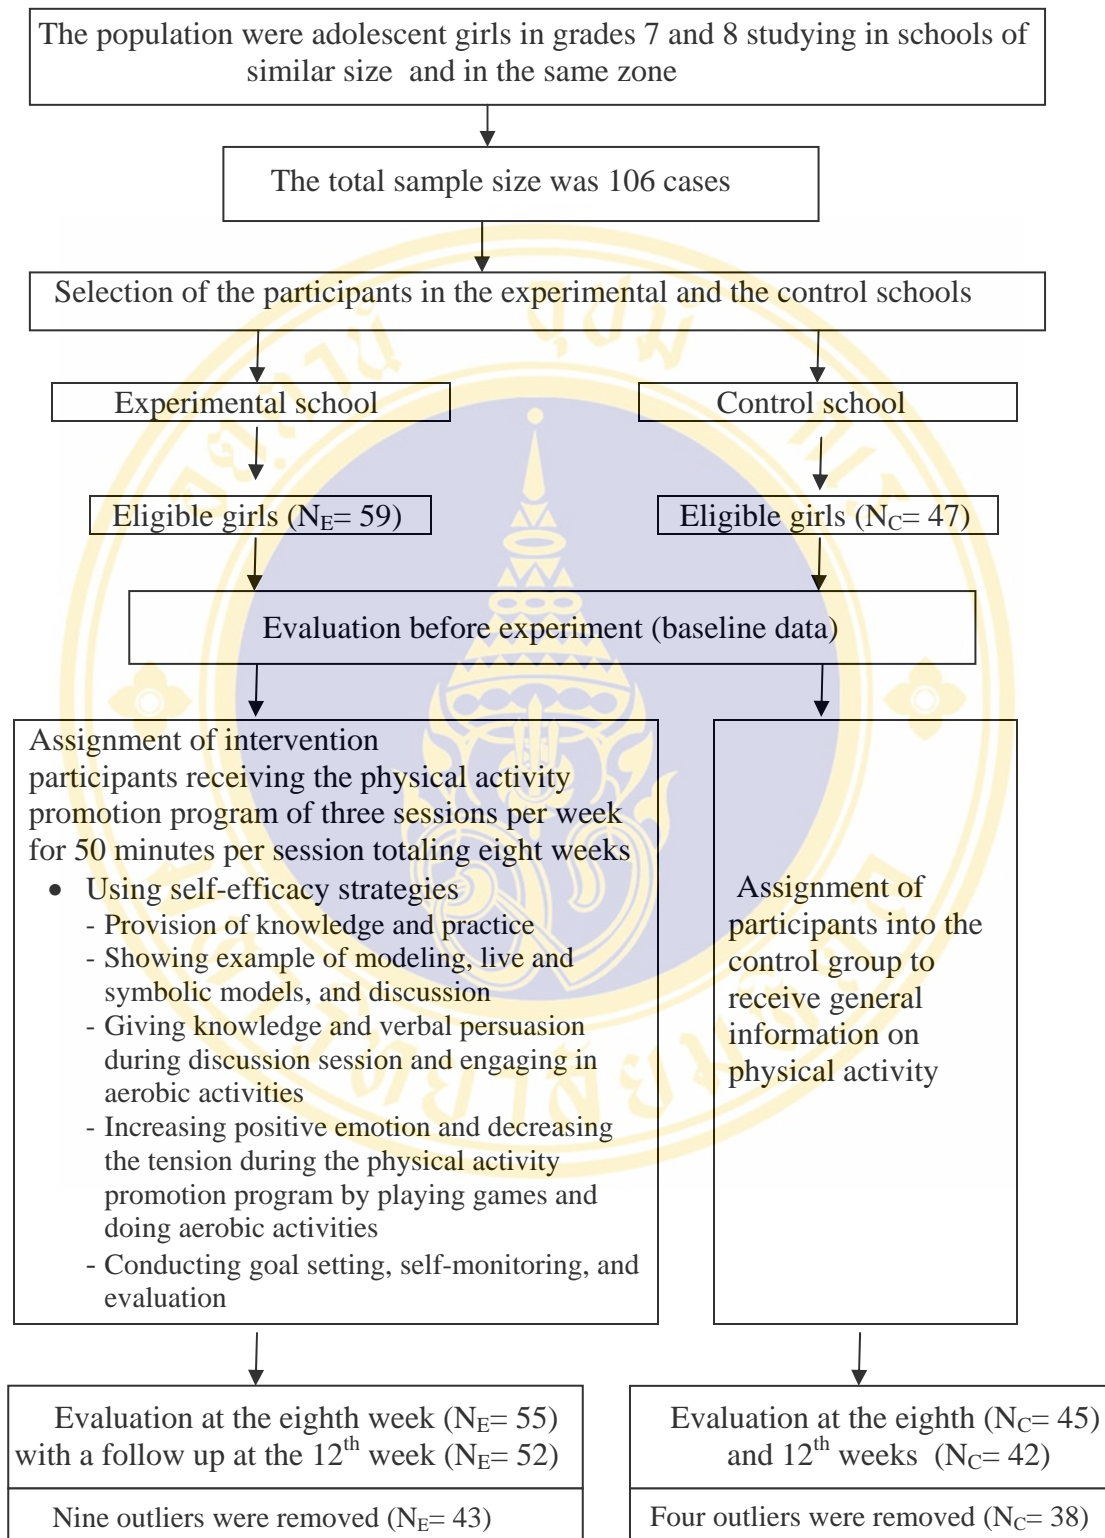 The population were adolescent girls in grades 7 and 8 studying in schools of
similar size and in the same zone
The total sample size was 106 cases
Selection of the participants in the experimental and the control schools
Experimental school
Control school
Eligible girls (N_E= 59)
Eligible girls (N_C= 47)
Evaluation before experiment (baseline data)
Assignment of intervention
participants receiving the physical activity
promotion program of three sessions per week
for 50 minutes per session totaling eight weeks
• Using self-efficacy strategies
- Provision of knowledge and practice
- Showing example of modeling, live and
symbolic models, and discussion
- Giving knowledge and verbal persuasion
during discussion session and engaging in
aerobic activities
- Increasing positive emotion and decreasing
the tension during the physical activity
promotion program by playing games and
doing aerobic activities
- Conducting goal setting, self-monitoring, and
evaluation
Assignment of
participants into the
control group to
receive general
information on
physical activity
Evaluation at the eighth week (N_E= 55)
with a follow up at the 12th week (N_E= 52)
Nine outliers were removed (N_E= 43)
Evaluation at the eighth (N_C= 45)
and 12th weeks (N_C= 42)
Four outliers were removed (N_C= 38)